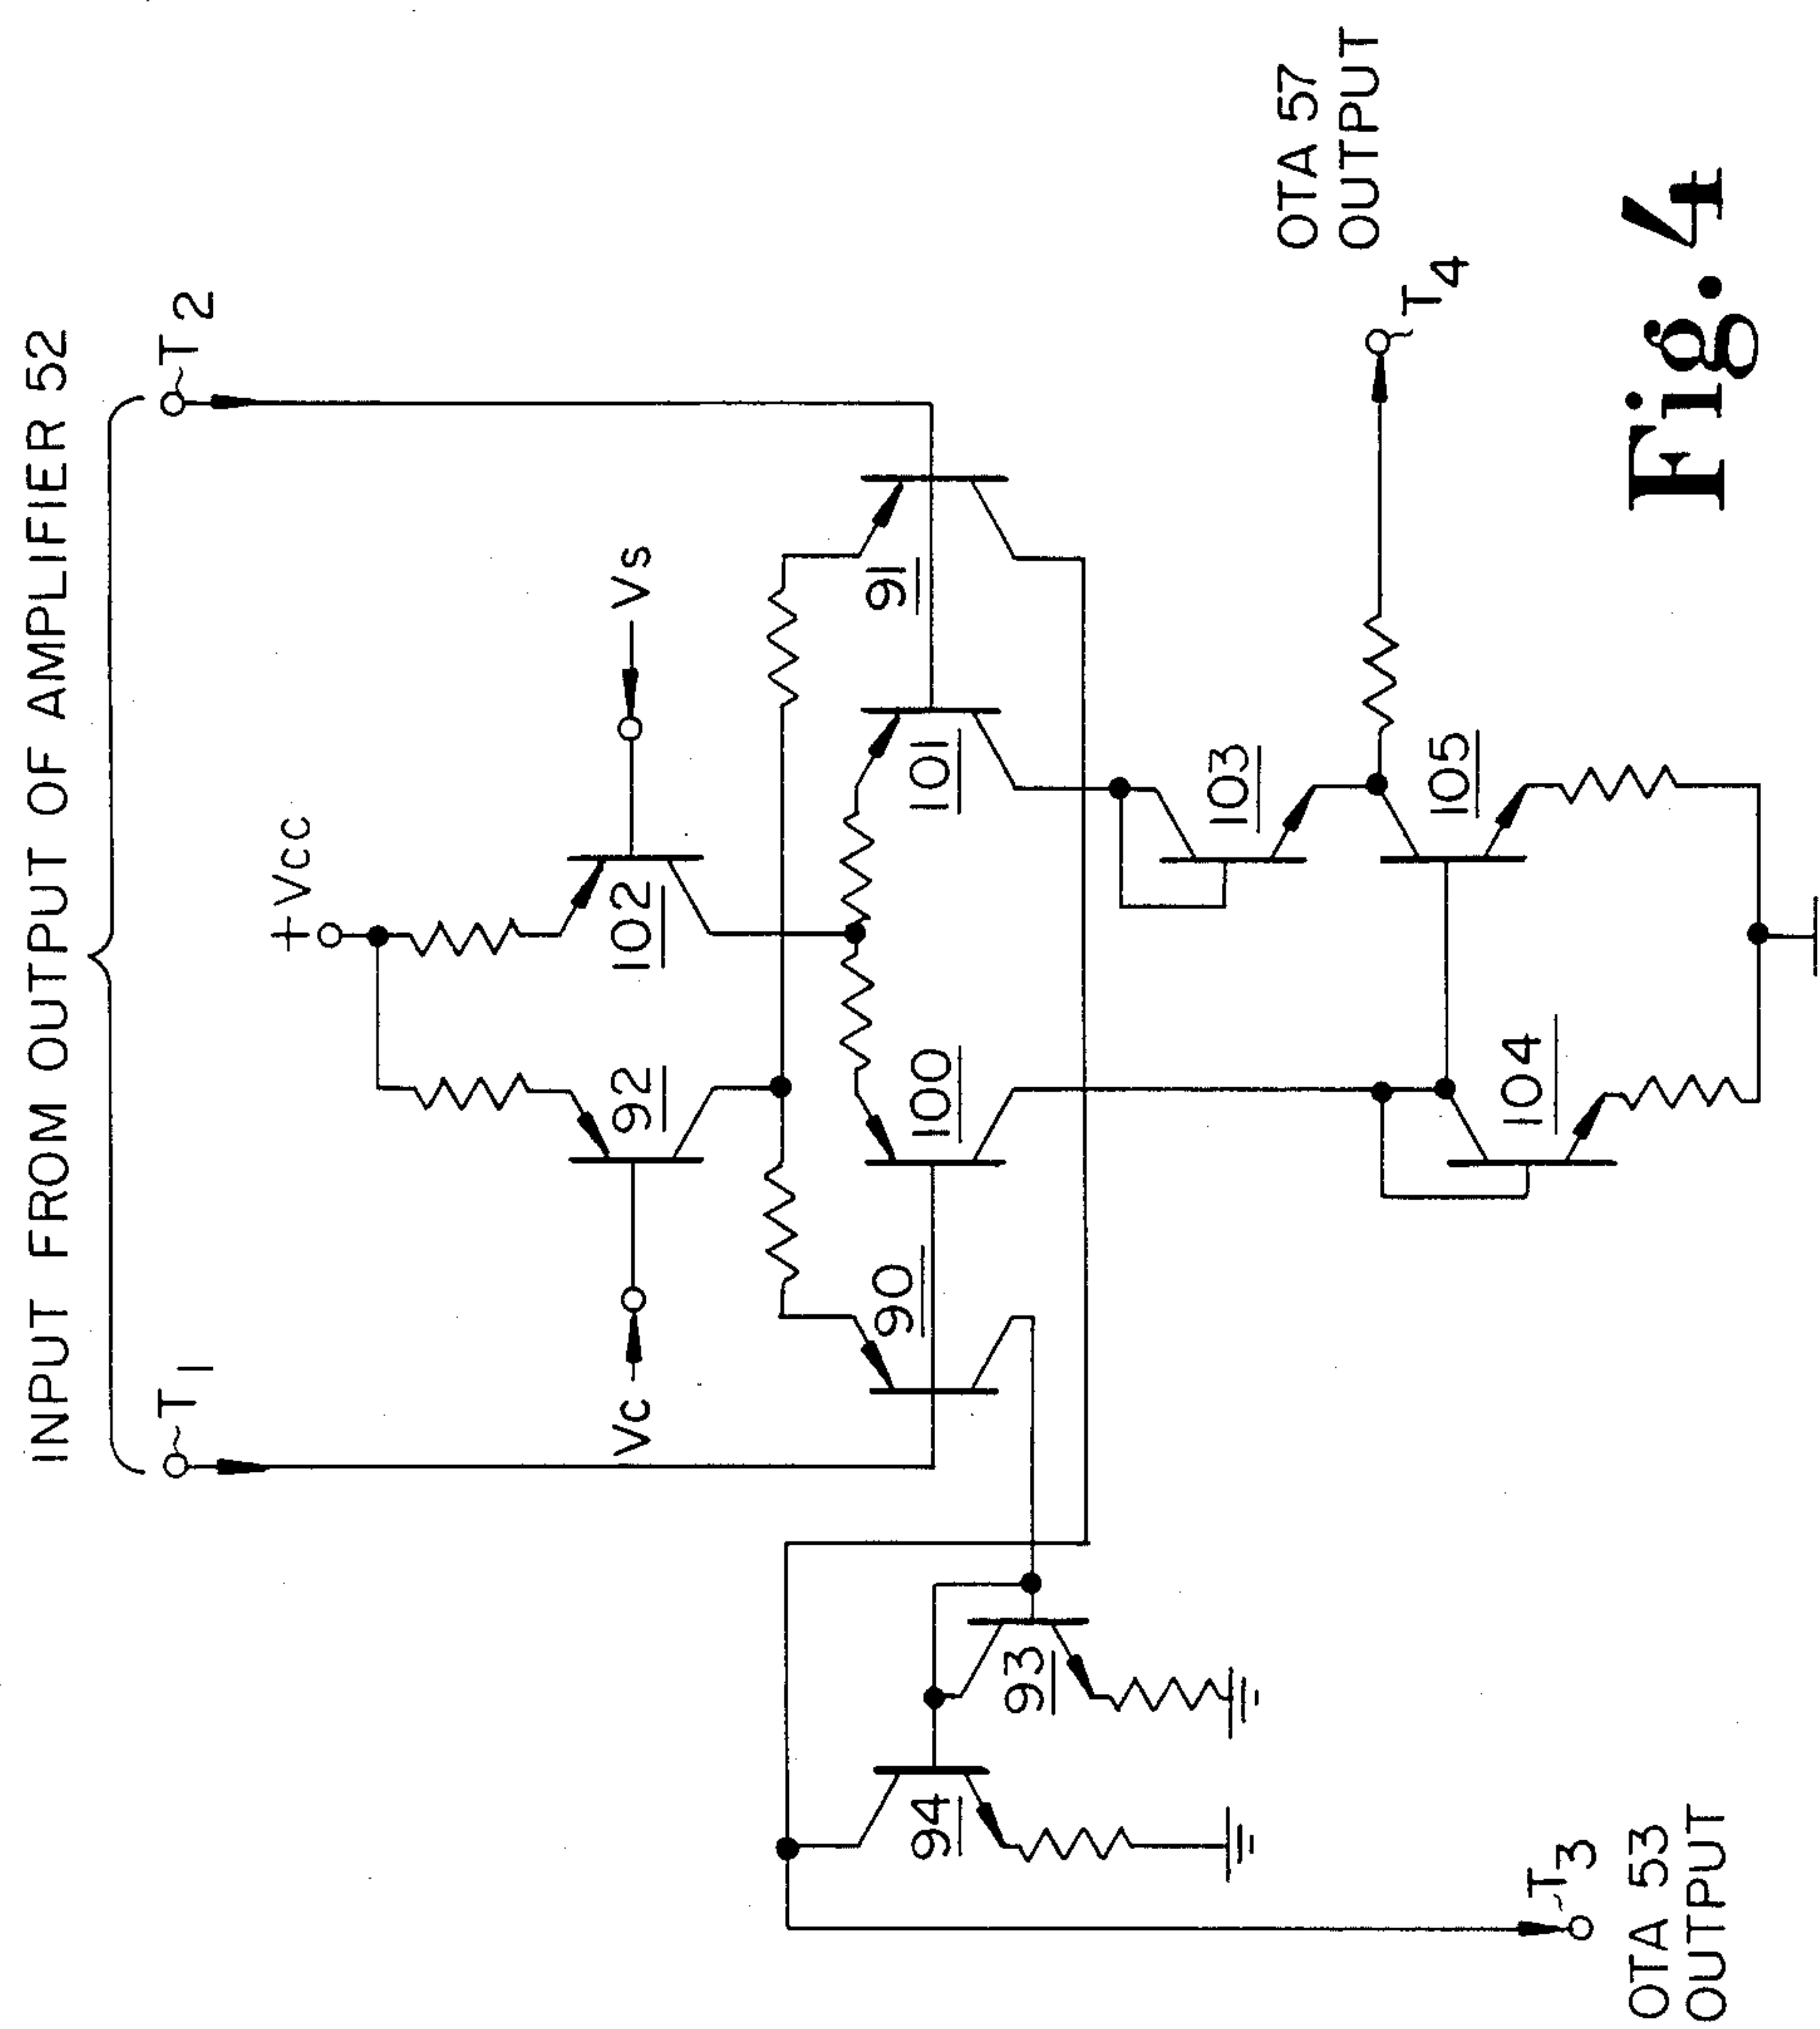 INPUT FROM OUTPUT OF AMPLIFIER 52
T1
T2
+Vcc
Vc
92
102
Vs
90
100
101
91
94
93
103
104
105
T3
OTA 53
OUTPUT
T4
OTA 57
OUTPUT
Fig. 4